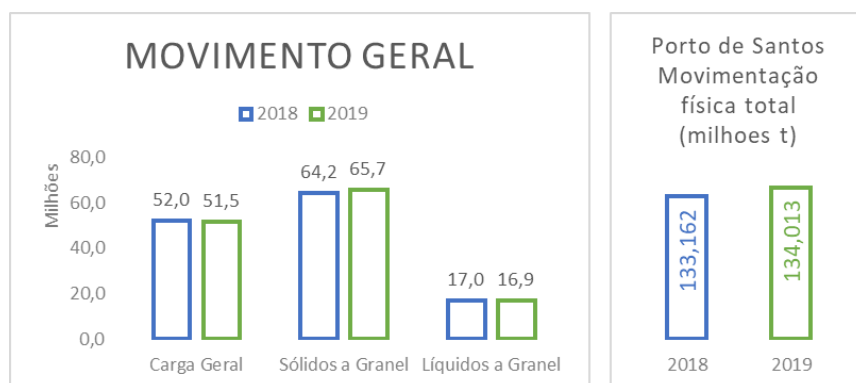 MOVIMENTO GERAL
2018 2019
Milhões
80,0
60,0
40,0
20,0
0,0
52,0 51,5
64,2 65,7
17,0 16,9
Carga Geral Sólidos a Granel Líquidos a Granel
Porto de Santos
Movimentação
física total
(milhoes t)
133,162
134,013
2018 2019